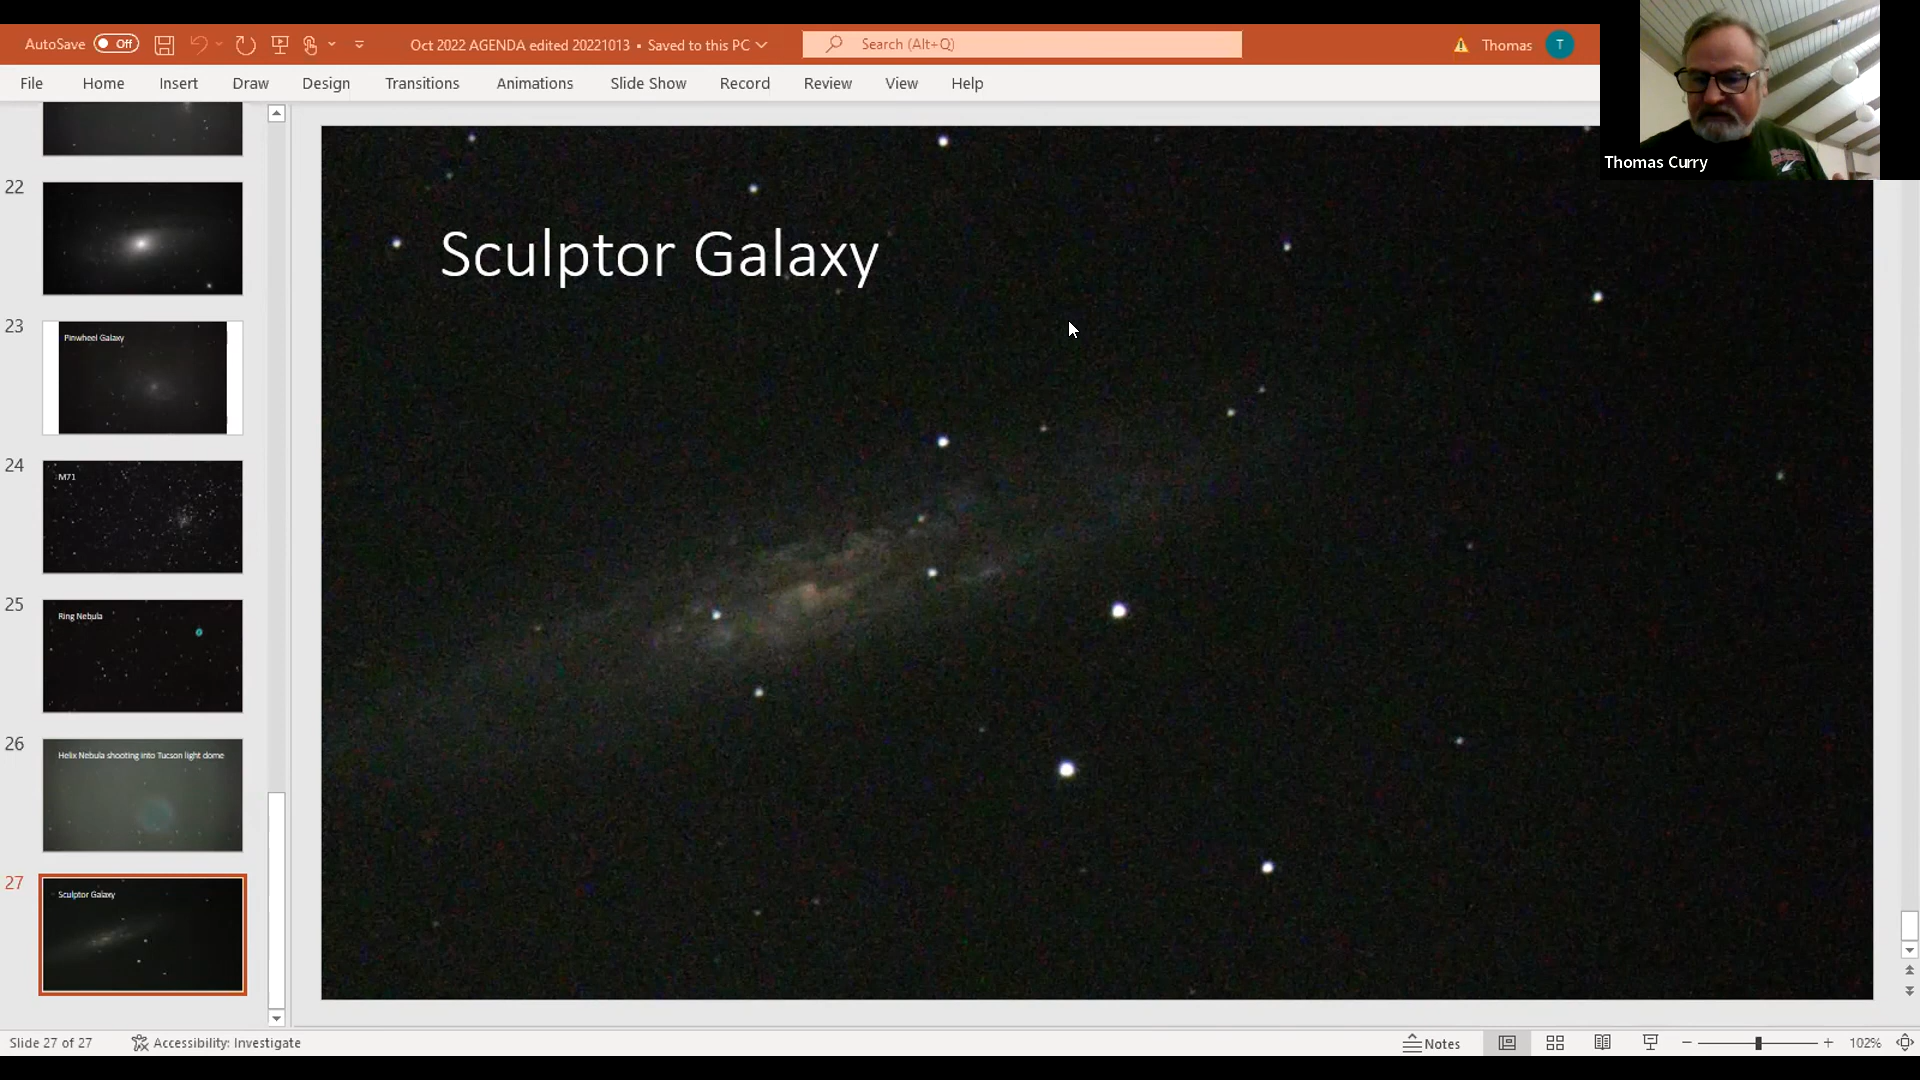 AutoSave Off
Oct 2022 AGENDA edited 20221013 • Saved to this PC
Search (Alt+Q)
Thomas T
File Home Insert Draw Design Transitions Animations Slide Show Record Review View Help
Thomas Curry
22
23
Pinwheel Galaxy
24
M71
25
Ring Nebula
26
Helix Nebula shooting into Tucson light dome
27
Sculptor Galaxy
Sculptor Galaxy
Slide 27 of 27 Accessibility: Investigate Notes 102%